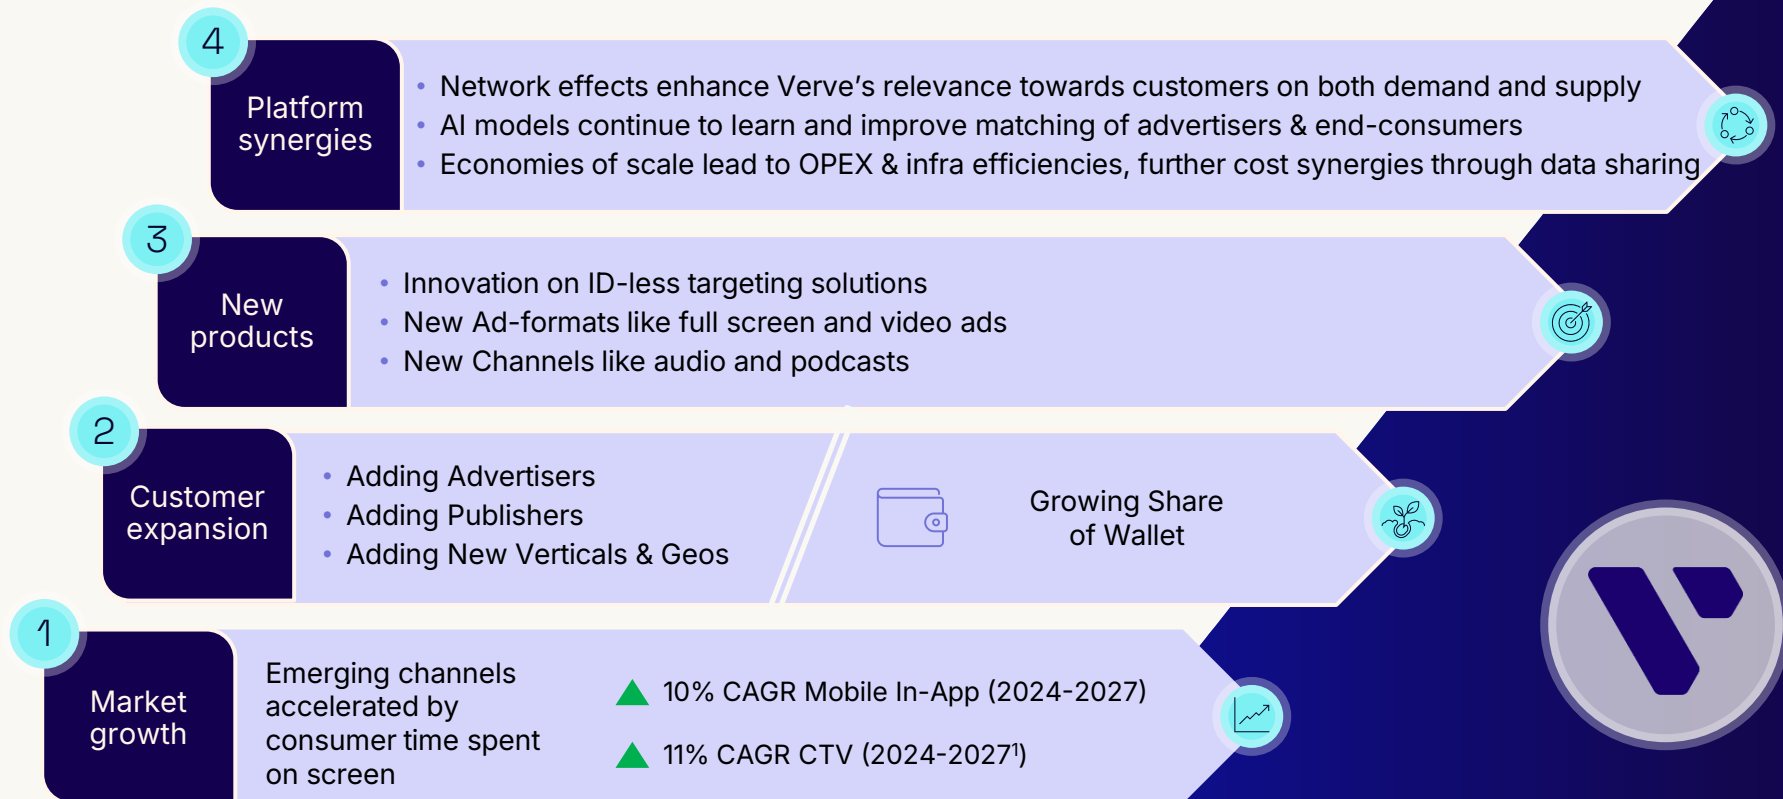 4
Platform
synergies
• Network effects enhance Verve’s relevance towards customers on both demand and supply
• AI models continue to learn and improve matching of advertisers & end-consumers
• Economies of scale lead to OPEX & infra efficiencies, further cost synergies through data sharing
3
New
products
• Innovation on ID-less targeting solutions
• New Ad-formats like full screen and video ads
• New Channels like audio and podcasts
2
Customer
expansion
• Adding Advertisers
• Adding Publishers
• Adding New Verticals & Geos
Growing Share
of Wallet
1
Market
growth
Emerging channels
accelerated by
consumer time spent
on screen
10% CAGR Mobile In-App (2024-2027)
11% CAGR CTV (2024-2027¹)